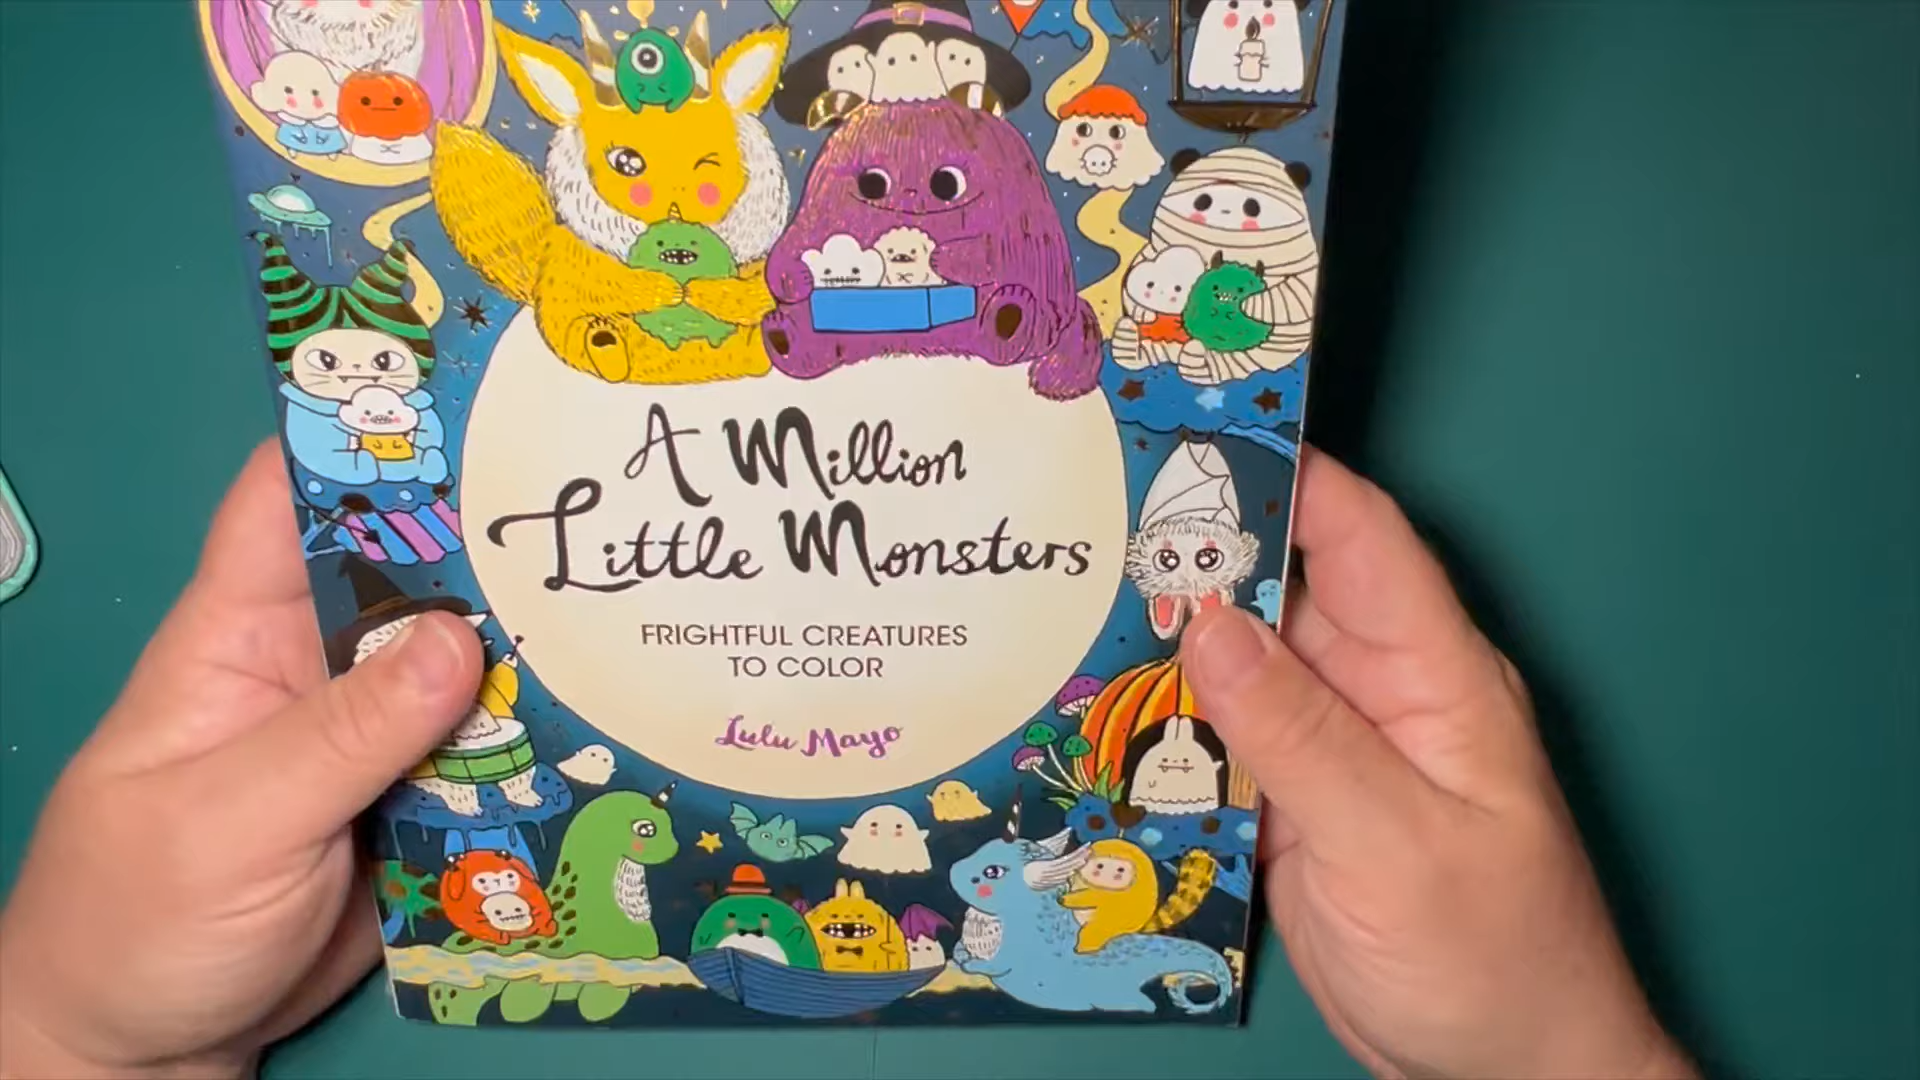 A Million
Little Monsters
FRIGHTFUL CREATURES
TO COLOR
Lulu Mayo